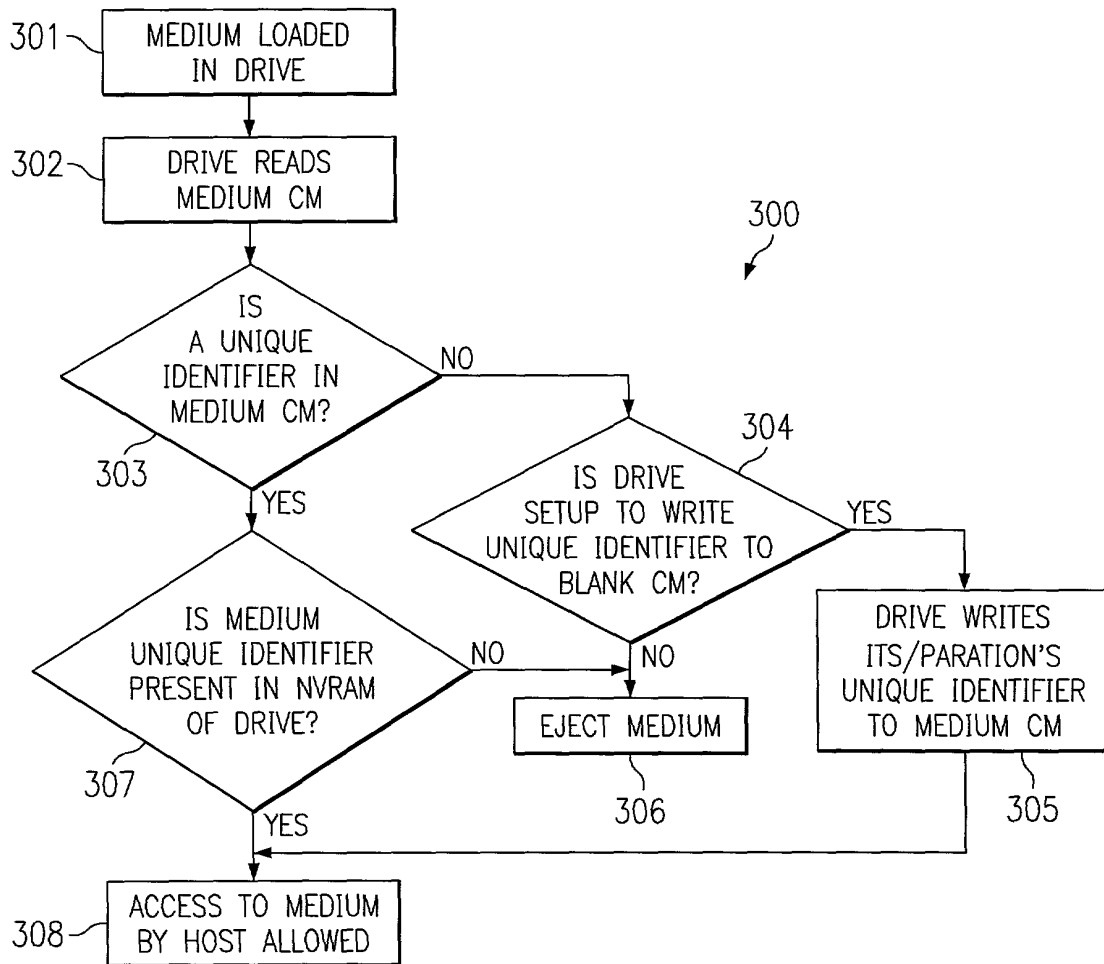 301
MEDIUM LOADED
IN DRIVE
302
DRIVE READS
MEDIUM CM
300
IS
A UNIQUE
IDENTIFIER IN
MEDIUM CM?
NO
303
YES
304
IS DRIVE
SETUP TO WRITE
UNIQUE IDENTIFIER TO
BLANK CM?
YES
NO
IS MEDIUM
UNIQUE IDENTIFIER
PRESENT IN NVRAM
OF DRIVE?
NO
307
YES
EJECT MEDIUM
306
DRIVE WRITES
ITS/PARATION'S
UNIQUE IDENTIFIER
TO MEDIUM CM
305
308
ACCESS TO MEDIUM
BY HOST ALLOWED